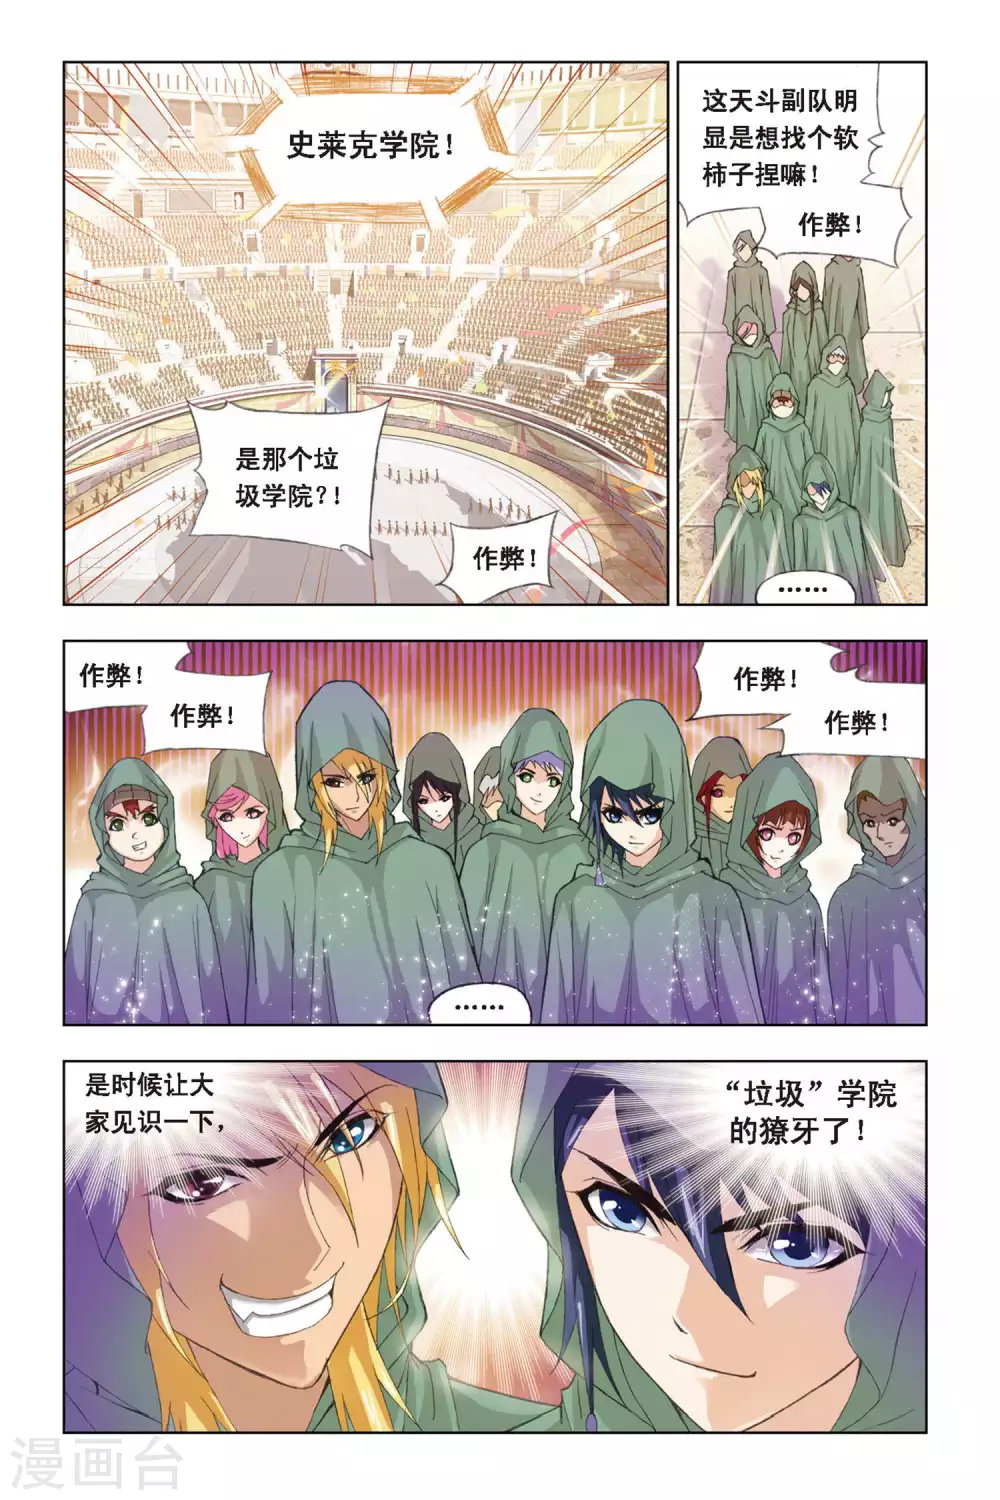 史莱克学院！
是那个垃
圾学院？！
作弊！
这天斗副队明
显是想找个软
柿子捏嘛！
作弊！
……
作弊！
作弊！
作弊！
作弊！
……
是时候让大
家见识一下，
“垃圾”学院
的獠牙了！
漫画台